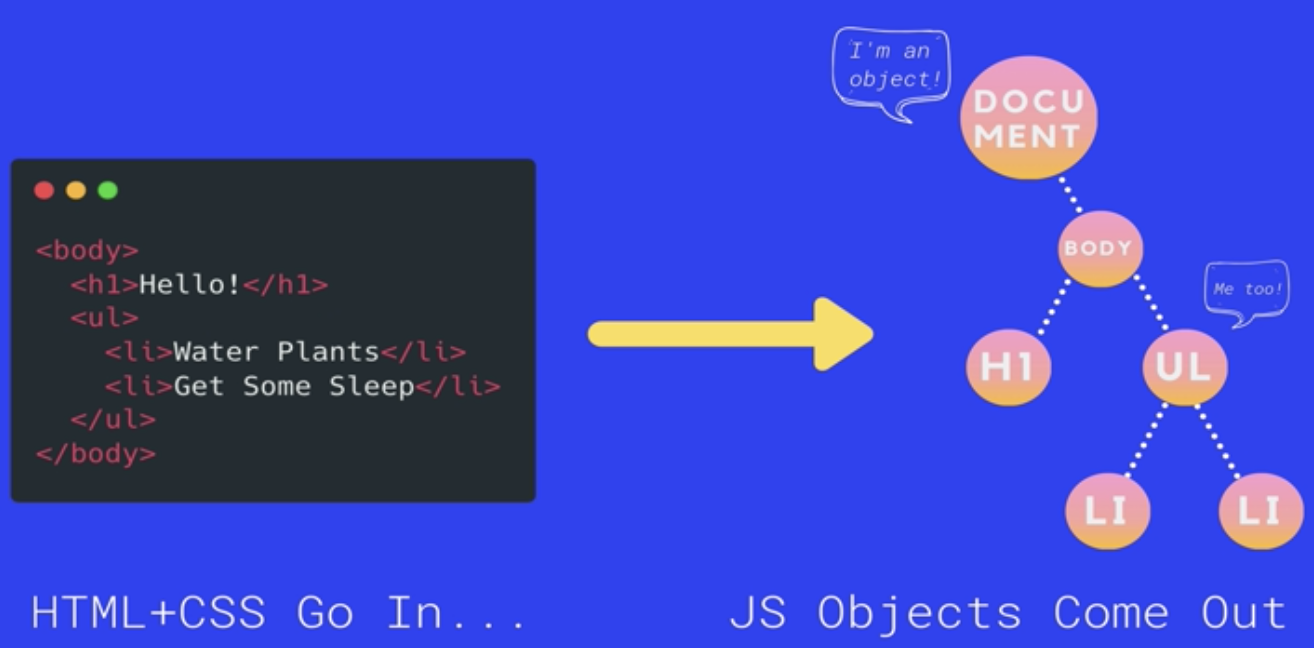 <body>
<h1>Hello!</h1>
<ul>
<li>Water Plants</li>
<li>Get Some Sleep</li>
</ul>
</body>
HTML+CSS Go In...
I'm an
object!
DOCU
MENT
BODY
Me too!
H1
UL
LI
LI
JS Objects Come Out